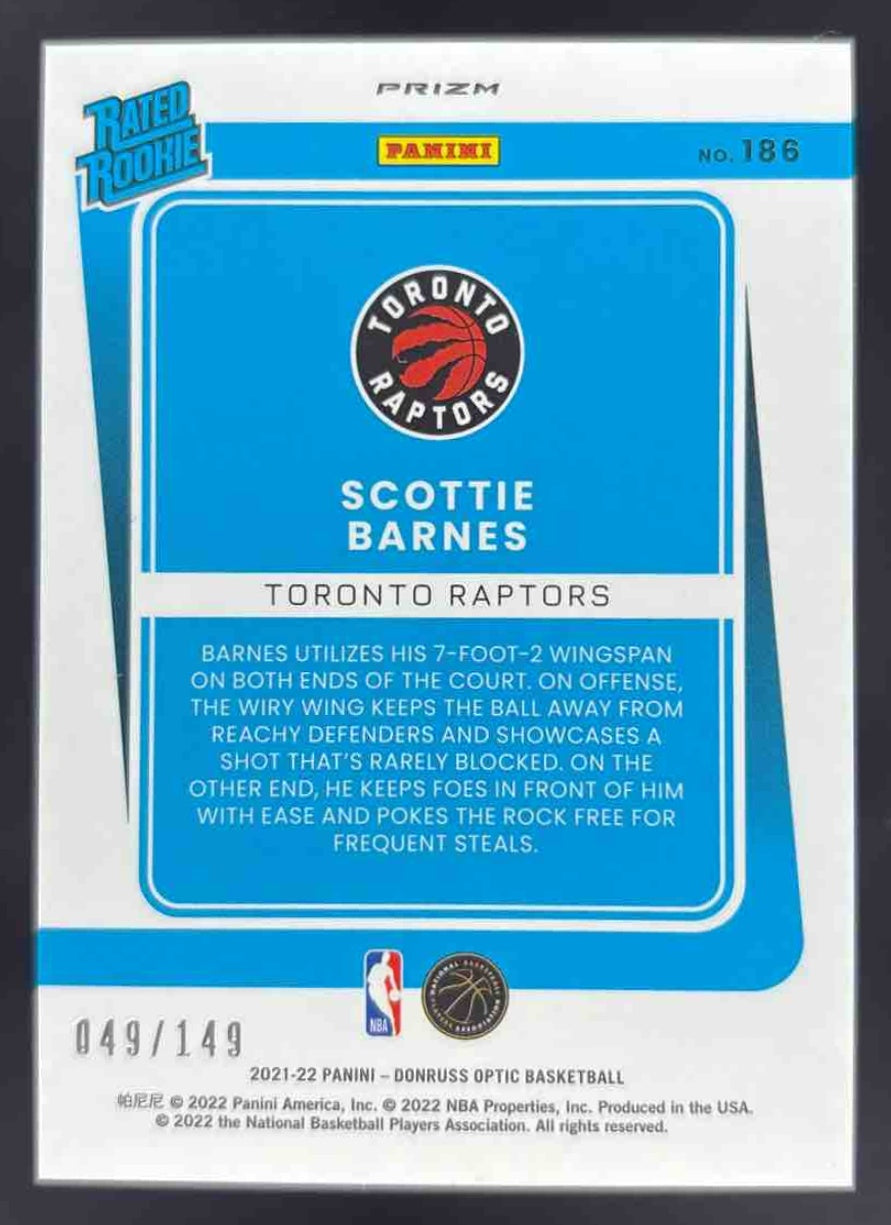 PRIZM
RATED
ROOKIE
PANINI
NO. 186
TORONTO
RAPTORS
SCOTTIE
BARNES
TORONTO RAPTORS
BARNES UTILIZES HIS 7-FOOT-2 WINGSPAN
ON BOTH ENDS OF THE COURT. ON OFFENSE,
THE WIRY WING KEEPS THE BALL AWAY FROM
REACHY DEFENDERS AND SHOWCASES A
SHOT THAT'S RARELY BLOCKED. ON THE
OTHER END, HE KEEPS FOES IN FRONT OF HIM
WITH EASE AND POKES THE ROCK FREE FOR
FREQUENT STEALS.
NBA
NATIONAL BASKETBALL
PLAYERS ASSOCIATION
049/149
2021-22 PANINI – DONRUSS OPTIC BASKETBALL
帕尼尼 © 2022 Panini America, Inc. © 2022 NBA Properties, Inc. Produced in the USA.
© 2022 the National Basketball Players Association. All rights reserved.